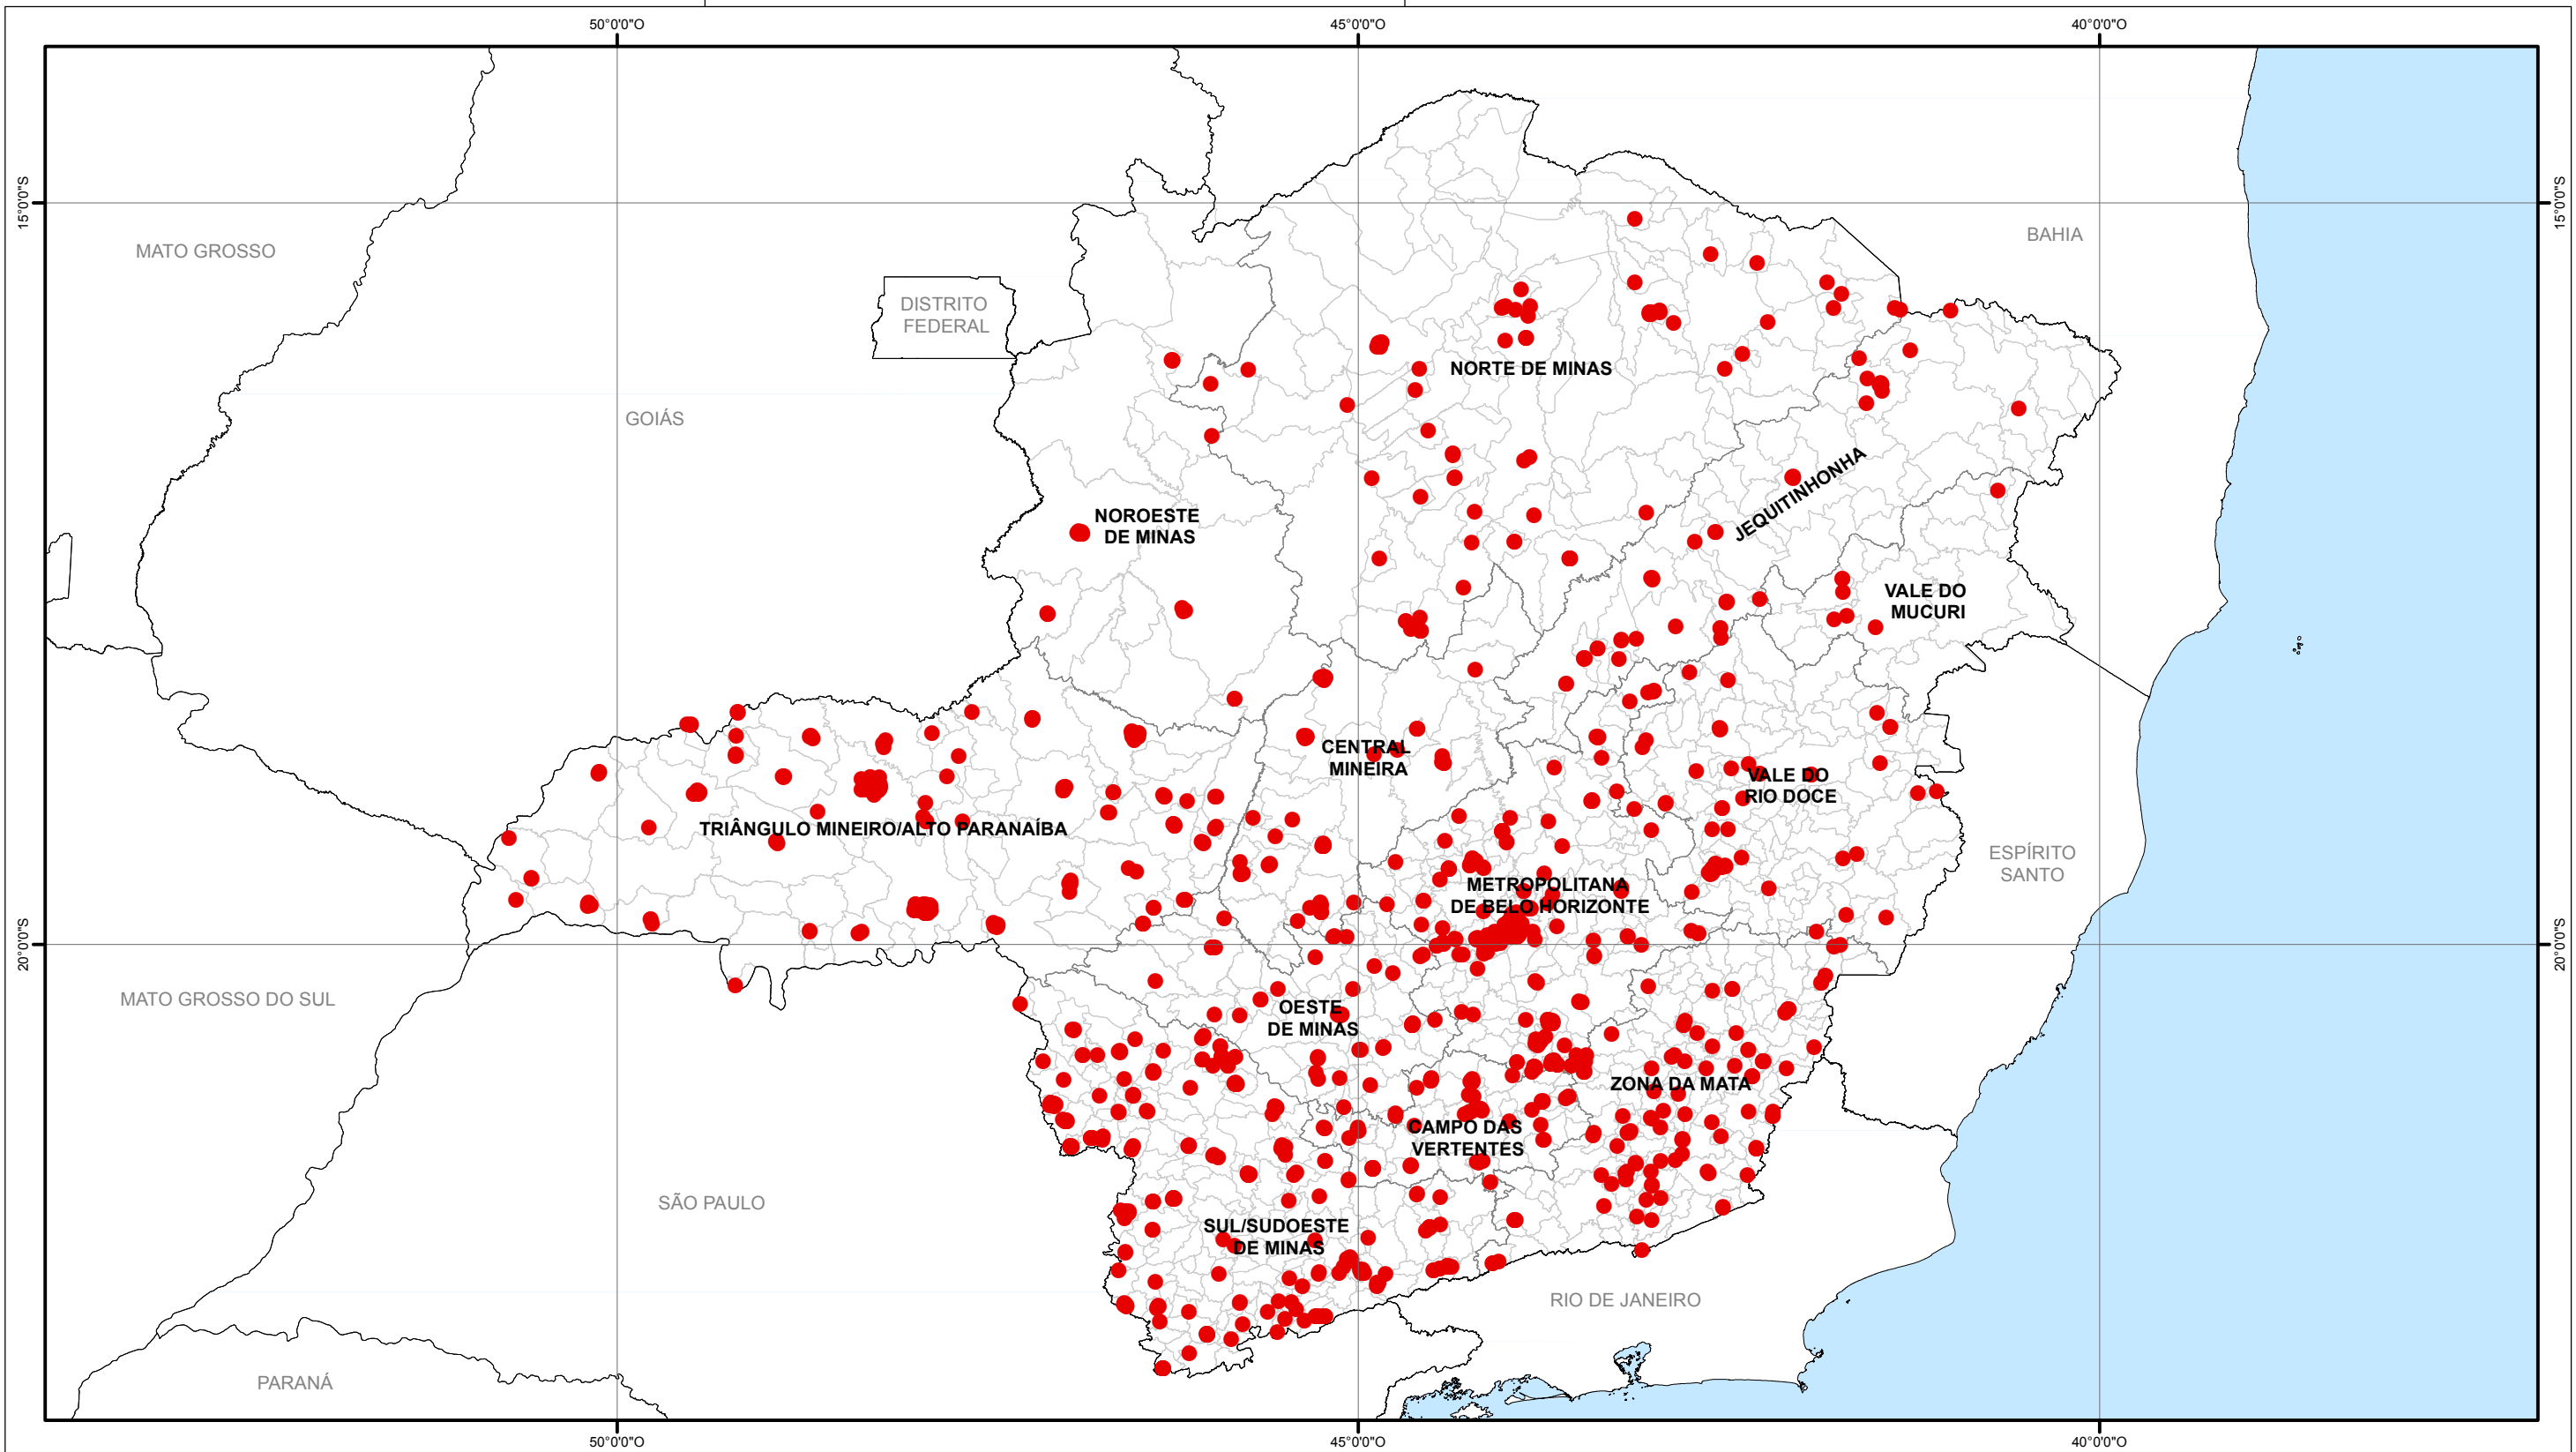 50°0'0"O
45°0'0"O
40°0'0"O
15°0'0"S
15°0'0"S
MATO GROSSO
BAHIA
DISTRITO
FEDERAL
NORTE DE MINAS
GOIÁS
JEQUITINHONHA
NOROESTE
DE MINAS
VALE DO
MUCURI
CENTRAL
MINEIRA
VALE DO
RIO DOCE
TRIÂNGULO MINEIRO/ALTO PARANAÍBA
ESPÍRITO
SANTO
METROPOLITANA
DE BELO HORIZONTE
20°0'0"S
20°0'0"S
MATO GROSSO DO SUL
OESTE
DE MINAS
ZONA DA MATA
CAMPO DAS
VERTENTES
SÃO PAULO
SUL/SUDOESTE
DE MINAS
RIO DE JANEIRO
PARANÁ
50°0'0"O
45°0'0"O
40°0'0"O